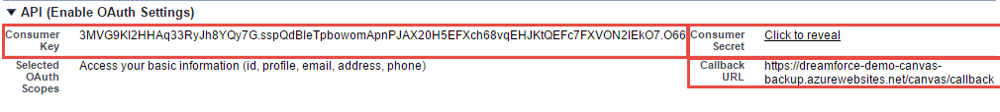 ▼ API (Enable OAuth Settings)
Consumer Key 3MVG9KI2HHAq33RyJh8YQy7G.sspQdBleTpbowomApnPJAX20H5EFXch68vqEHJKtQEFc7FXVON2IEkO7.O66
Consumer Secret Click to reveal
Selected OAuth Scopes Access your basic information (id, profile, email, address, phone)
Callback URL https://dreamforce-demo-canvas-
backup.azurewebsites.net/canvas/callback